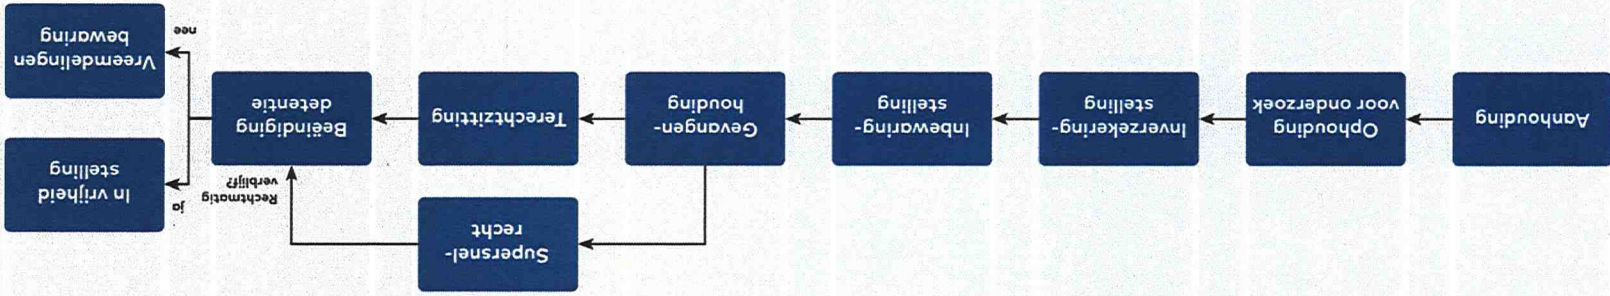 Aanhouding
Ophouding
voor onderzoek
Inverzekering-
stelling
Inbewaring-
stelling
Gevangen-
houding
Supersnel-
recht
Terechtzitting
Rechtmatig
verblijf?
Beëindiging
detentie
ja
In vrijheid
stelling
nee
Vreemdelingen
bewaring